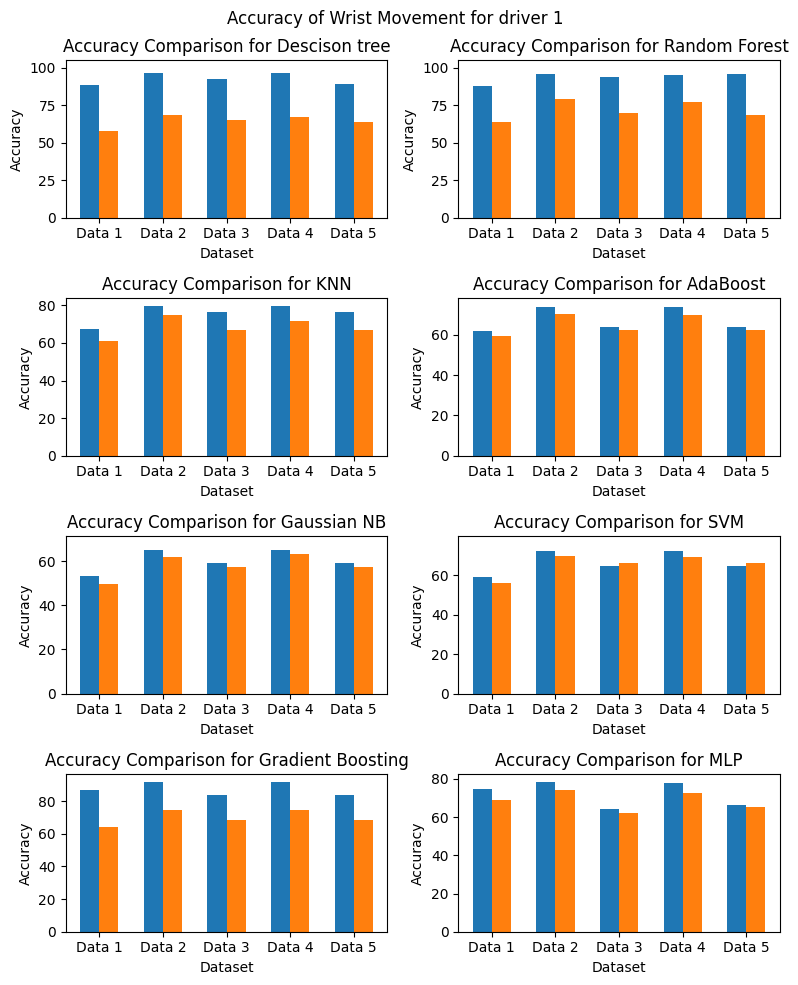 Accuracy of Wrist Movement for driver 1
Accuracy Comparison for Descison tree
100
75
50
25
0
Accuracy
Data 1 Data 2 Data 3 Data 4 Data 5
Dataset
Accuracy Comparison for Random Forest
100
75
50
25
0
Accuracy
Data 1 Data 2 Data 3 Data 4 Data 5
Dataset
Accuracy Comparison for KNN
80
60
40
20
0
Accuracy
Data 1 Data 2 Data 3 Data 4 Data 5
Dataset
Accuracy Comparison for AdaBoost
60
40
20
0
Accuracy
Data 1 Data 2 Data 3 Data 4 Data 5
Dataset
Accuracy Comparison for Gaussian NB
60
40
20
0
Accuracy
Data 1 Data 2 Data 3 Data 4 Data 5
Dataset
Accuracy Comparison for SVM
60
40
20
0
Accuracy
Data 1 Data 2 Data 3 Data 4 Data 5
Dataset
Accuracy Comparison for Gradient Boosting
80
60
40
20
0
Accuracy
Data 1 Data 2 Data 3 Data 4 Data 5
Dataset
Accuracy Comparison for MLP
80
60
40
20
0
Accuracy
Data 1 Data 2 Data 3 Data 4 Data 5
Dataset